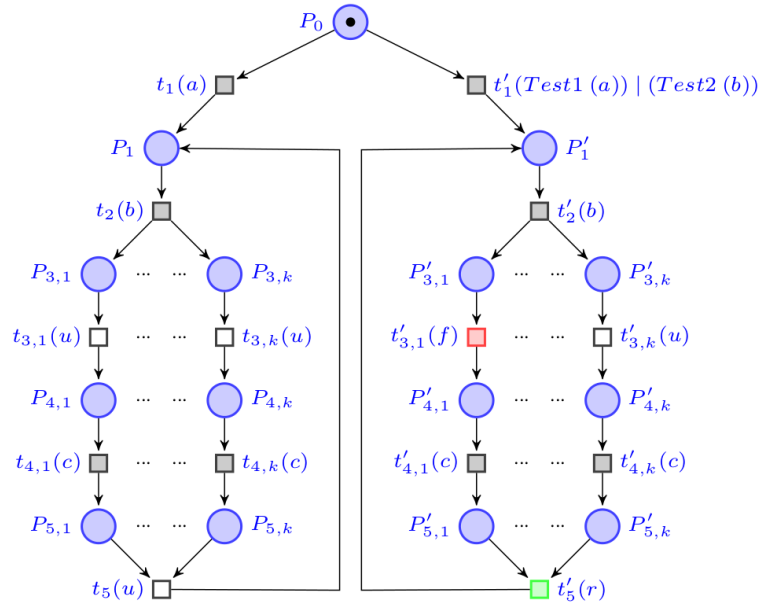 P₀
t₁(a) t′₁(Test1 (a)) | (Test2 (b))
P₁ P′₁
t₂(b) t′₂(b)
P₃,₁ ... ... P₃,ₖ P′₃,₁ ... ... P′₃,ₖ
t₃,₁(u) ... ... t₃,ₖ(u) t′₃,₁(f) ... ... t′₃,ₖ(u)
P₄,₁ ... ... P₄,ₖ P′₄,₁ ... ... P′₄,ₖ
t₄,₁(c) ... ... t₄,ₖ(c) t′₄,₁(c) ... ... t′₄,ₖ(c)
P₅,₁ ... ... P₅,ₖ P′₅,₁ ... ... P′₅,ₖ
t₅(u) t′₅(r)